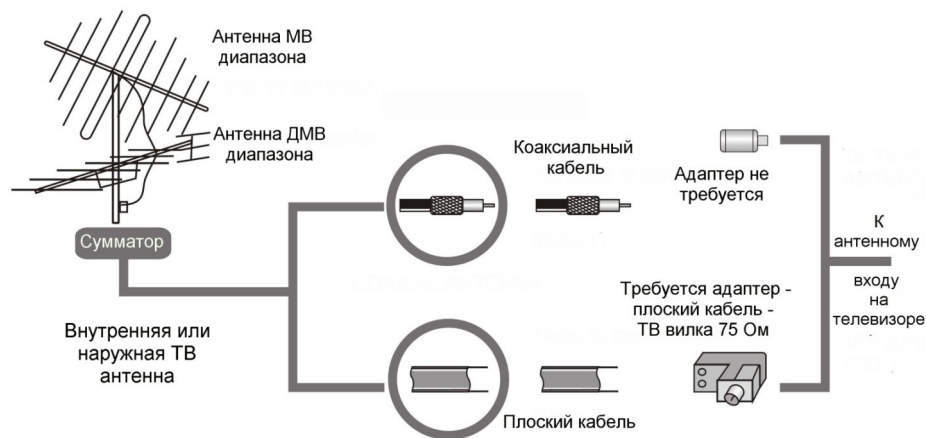 Антенна МВ
диапазона
Антенна ДМВ
диапазона
Сумматор
Внутренняя или
наружная ТВ
антенна
Коаксиальный
кабель
Плоский кабель
Адаптер не
требуется
Требуется адаптер -
плоский кабель -
ТВ вилка 75 Ом
К
антенному
входу
на
телевизоре